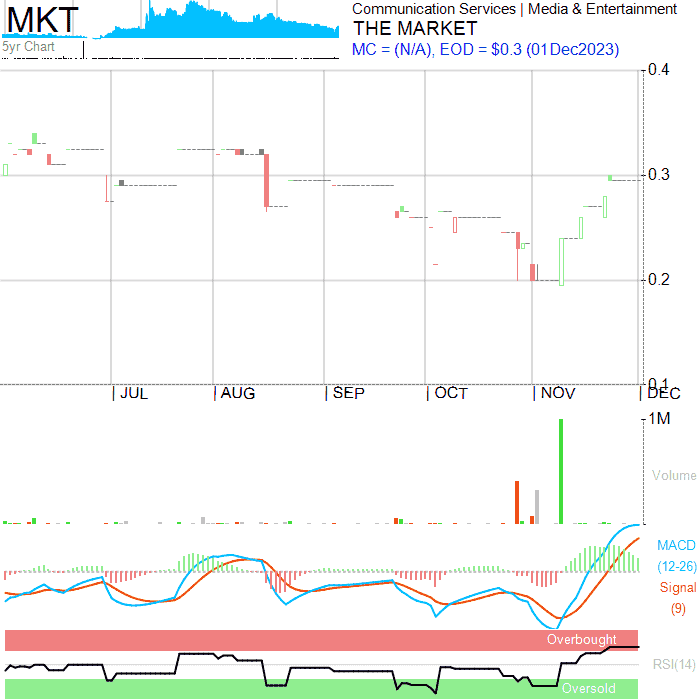 MKT
Communication Services | Media & Entertainment
THE MARKET
5yr Chart
MC = (N/A), EOD = $0.3 (01Dec2023)
0.4
0.3
0.2
0.1
JUL
AUG
SEP
OCT
NOV
DEC
1M
Volume
MACD
(12-26)
Signal
(9)
Overbought
RSI(14)
Oversold